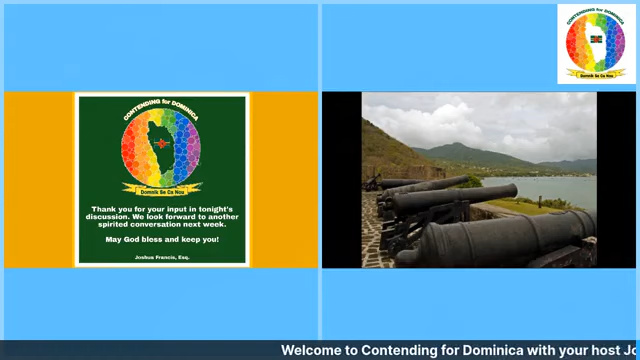 CONTENDING for DOMINICA
Domnik Se Ca Nou
Thank you for your input in tonight's
discussion. We look forward to another
spirited conversation next week.
May God bless and keep you!
Joshua Francis, Esq.
CONTENDING for DOMINICA
Domnik Se Ca Nou
Welcome to Contending for Dominica with your host Jo